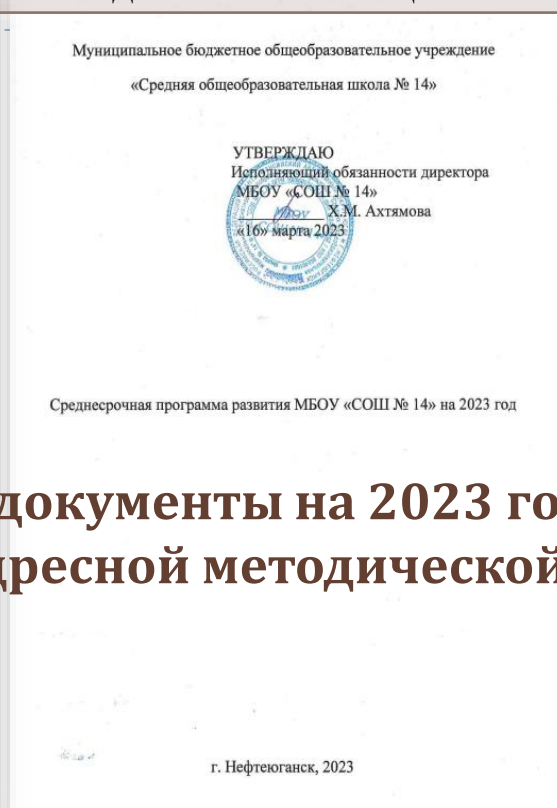 Муниципальное бюджетное общеобразовательное учреждение
«Средняя общеобразовательная школа № 14»
УТВЕРЖДАЮ
Исполняющий обязанности директора
МБОУ «СОШ № 14»
Х.М. Ахтямова
«16» марта 2023
Среднесрочная программа развития МБОУ «СОШ № 14» на 2023 год
документы на 2023 го
дресной методической
г. Нефтеюганск, 2023